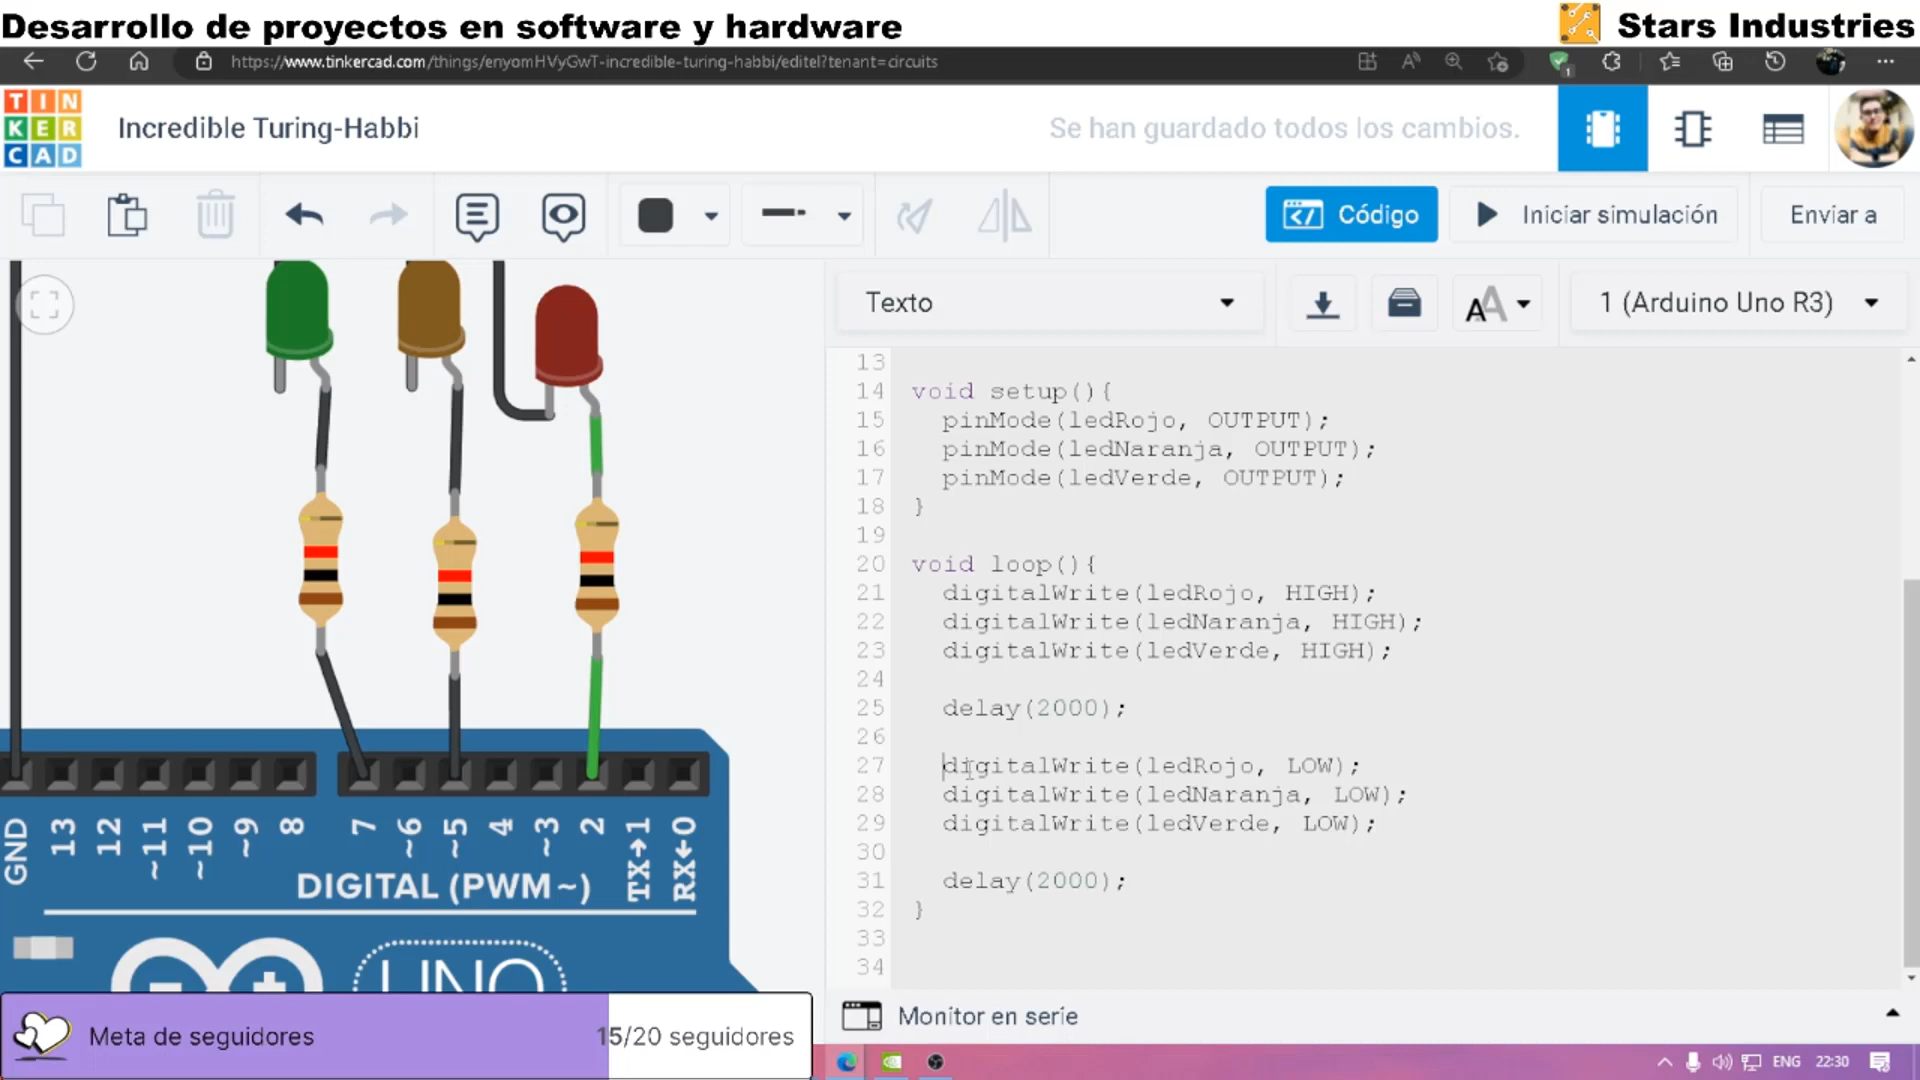 Desarrollo de proyectos en software y hardware
Stars Industries
https://www.tinkercad.com/things/enyomHVyGwT-incredible-turing-habbi/editel?tenant=circuits
1
TIN
KER
CAD
Incredible Turing-Habbi
Se han guardado todos los cambios.
Código
Iniciar simulación
Enviar a
Texto
AA
1 (Arduino Uno R3)
13
14 void setup(){
15 pinMode(ledRojo, OUTPUT);
16 pinMode(ledNaranja, OUTPUT);
17 pinMode(ledVerde, OUTPUT);
18 }
19
20 void loop(){
21 digitalWrite(ledRojo, HIGH);
22 digitalWrite(ledNaranja, HIGH);
23 digitalWrite(ledVerde, HIGH);
24
25 delay(2000);
26
27 digitalWrite(ledRojo, LOW);
28 digitalWrite(ledNaranja, LOW);
29 digitalWrite(ledVerde, LOW);
30
31 delay(2000);
32 }
33
34
GND 13 12 ~11 ~10 ~9 8 7 ~6 ~5 4 ~3 2 TX→1 RX←0
DIGITAL (PWM ~)
UNO
Meta de seguidores
15/20 seguidores
Monitor en serie
ENG 22:30